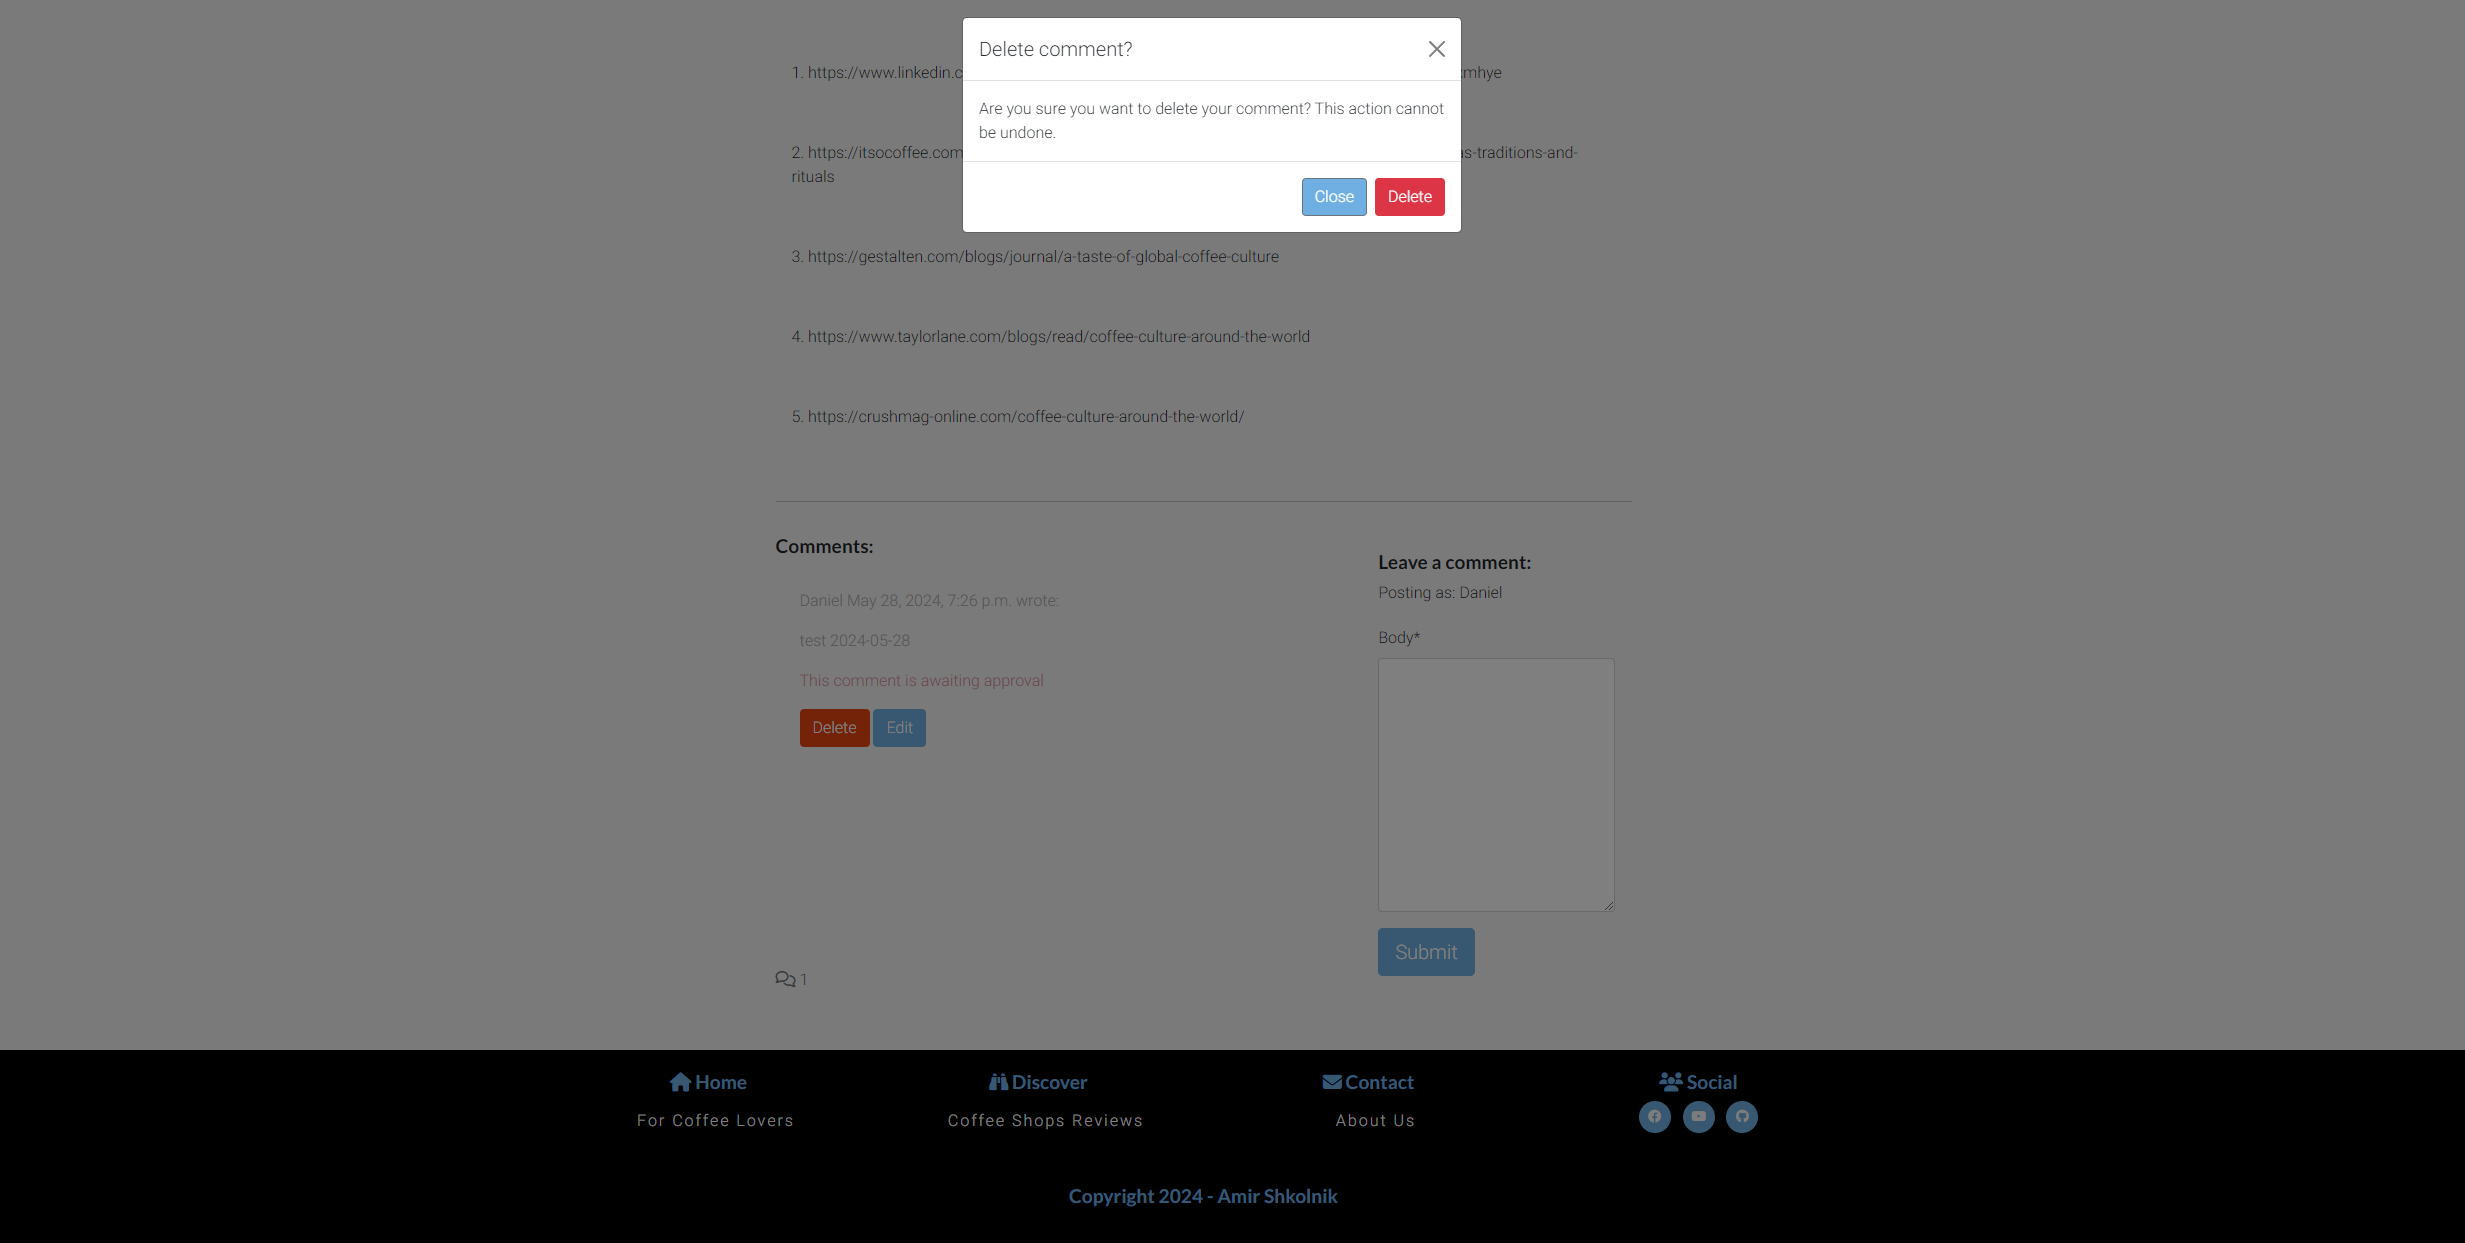 Delete comment?
Are you sure you want to delete your comment? This action cannot
be undone.
Close Delete
1. https://www.linkedin.c
2. https://itsocoffee.com as-traditions-and-
rituals
3. https://gestalten.com/blogs/journal/a-taste-of-global-coffee-culture
4. https://www.taylorlane.com/blogs/read/coffee-culture-around-the-world
5. https://crushmag-online.com/coffee-culture-around-the-world/
Comments:
Daniel May 28, 2024, 7:26 p.m. wrote:
test 2024-05-28
This comment is awaiting approval
Delete Edit
1
Leave a comment:
Posting as: Daniel
Body*
Submit
Home
For Coffee Lovers
Discover
Coffee Shops Reviews
Contact
About Us
Social
Copyright 2024 - Amir Shkolnik